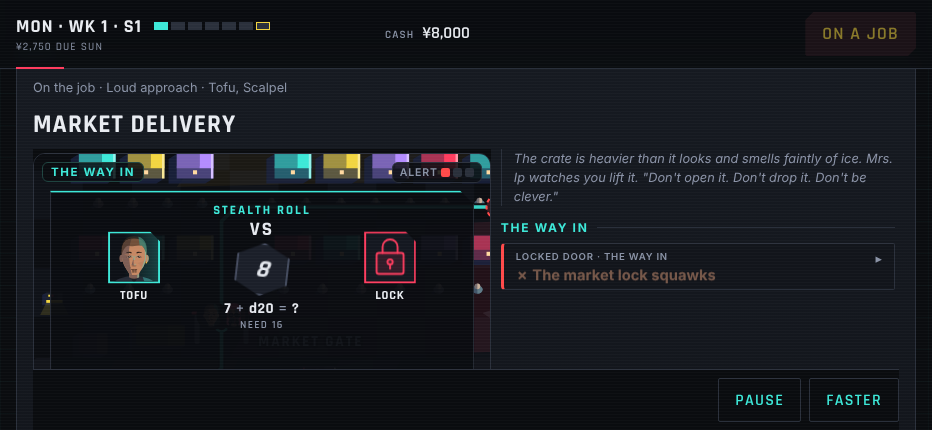 MON · WK 1 · S1
¥2,750 DUE SUN
CASH ¥8,000
ON A JOB
On the job · Loud approach · Tofu, Scalpel
MARKET DELIVERY
THE WAY IN
ALERT
STEALTH ROLL
VS
8
TOFU
LOCK
7 + d20 = ?
NEED 16
MARKET GATE
The crate is heavier than it looks and smells faintly of ice. Mrs.
Ip watches you lift it. "Don't open it. Don't drop it. Don't be
clever."
THE WAY IN
LOCKED DOOR · THE WAY IN
× The market lock squawks
PAUSE
FASTER